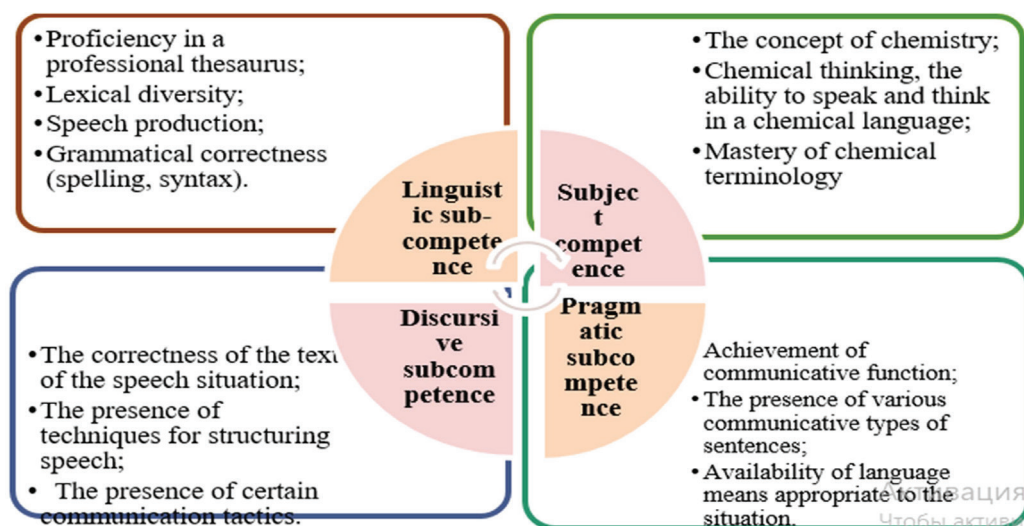 •Proficiency in a
professional thesaurus;
•Lexical diversity;
•Speech production;
•Grammatical correctness
(spelling, syntax).
•The concept of chemistry;
•Chemical thinking, the
ability to speak and think
in a chemical language;
•Mastery of chemical
terminology
Linguist
ic sub-
compete
nce
Subjec
t
compet
ence
Discursi
ve
subcom
petence
Pragm
atic
subco
mpete
nce
•The correctness of the text
of the speech situation;
•The presence of
techniques for structuring
speech;
• The presence of certain
communication tactics.
Achievement of
communicative function;
•The presence of various
communicative types of
sentences;
•Availability of language
means appropriate to the
situation.
Активация
Чтобы актив